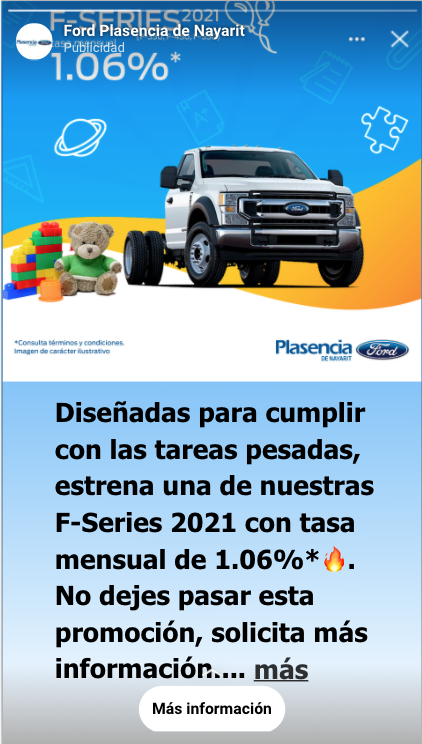 F-SERIES 2021
Ford Plasencia de Nayarit
Publicidad
tasa mensual
1.06%*
*Consulta términos y condiciones.
Imagen de carácter ilustrativo
Plasencia Ford
DE NAYARIT
Diseñadas para cumplir
con las tareas pesadas,
estrena una de nuestras
F-Series 2021 con tasa
mensual de 1.06%*🔥.
No dejes pasar esta
promoción, solicita más
información.... más
Más información